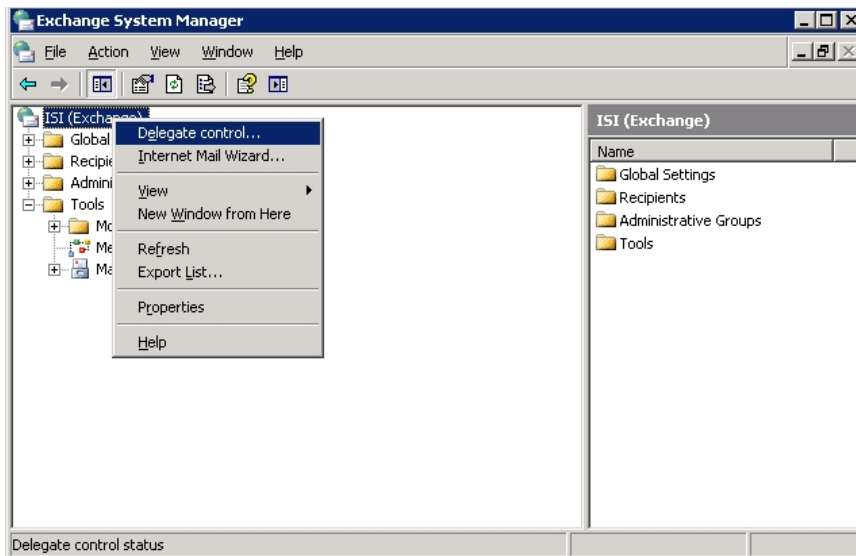 Exchange System Manager
File Action View Window Help
ISI (Exchange)
Global
Tools
Delegate control...
Internet Mail Wizard...
View
New Window from Here
Refresh
Export List...
Properties
Help
ISI (Exchange)
Name
Global Settings
Recipients
Administrative Groups
Tools
Delegate control status